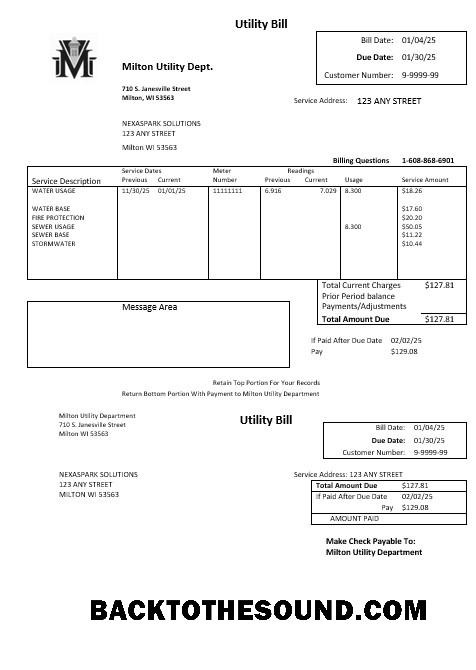 Utility Bill
Bill Date: 01/04/25
Due Date: 01/30/25
Customer Number: 9-9999-99
M
Milton Utility Dept.
710 S. Janesville Street
Milton, WI 53563
Service Address: 123 ANY STREET
NEXASPARK SOLUTIONS
123 ANY STREET
Milton WI 53563
Billing Questions 1-608-868-6901
Service Dates Meter Readings
Service Description Previous Current Number Previous Current Usage Service Amount
WATER USAGE 11/30/25 01/01/25 11111111 6.916 7.029 8.300 $18.26
WATER BASE $17.60
FIRE PROTECTION $20.20
SEWER USAGE 8.300 $50.05
SEWER BASE $11.22
STORMWATER $10.44
Total Current Charges $127.81
Prior Period balance
Payments/Adjustments
Total Amount Due $127.81
Message Area
If Paid After Due Date 02/02/25
Pay $129.08
Retain Top Portion For Your Records
Return Bottom Portion With Payment to Milton Utility Department
Milton Utility Department
710 S. Janesville Street
Milton WI 53563
Utility Bill
Bill Date: 01/04/25
Due Date: 01/30/25
Customer Number: 9-9999-99
NEXASPARK SOLUTIONS
123 ANY STREET
MILTON WI 53563
Service Address: 123 ANY STREET
Total Amount Due $127.81
If Paid After Due Date 02/02/25
Pay $129.08
AMOUNT PAID
Make Check Payable To:
Milton Utility Department
BACKTOTHESOUND.COM